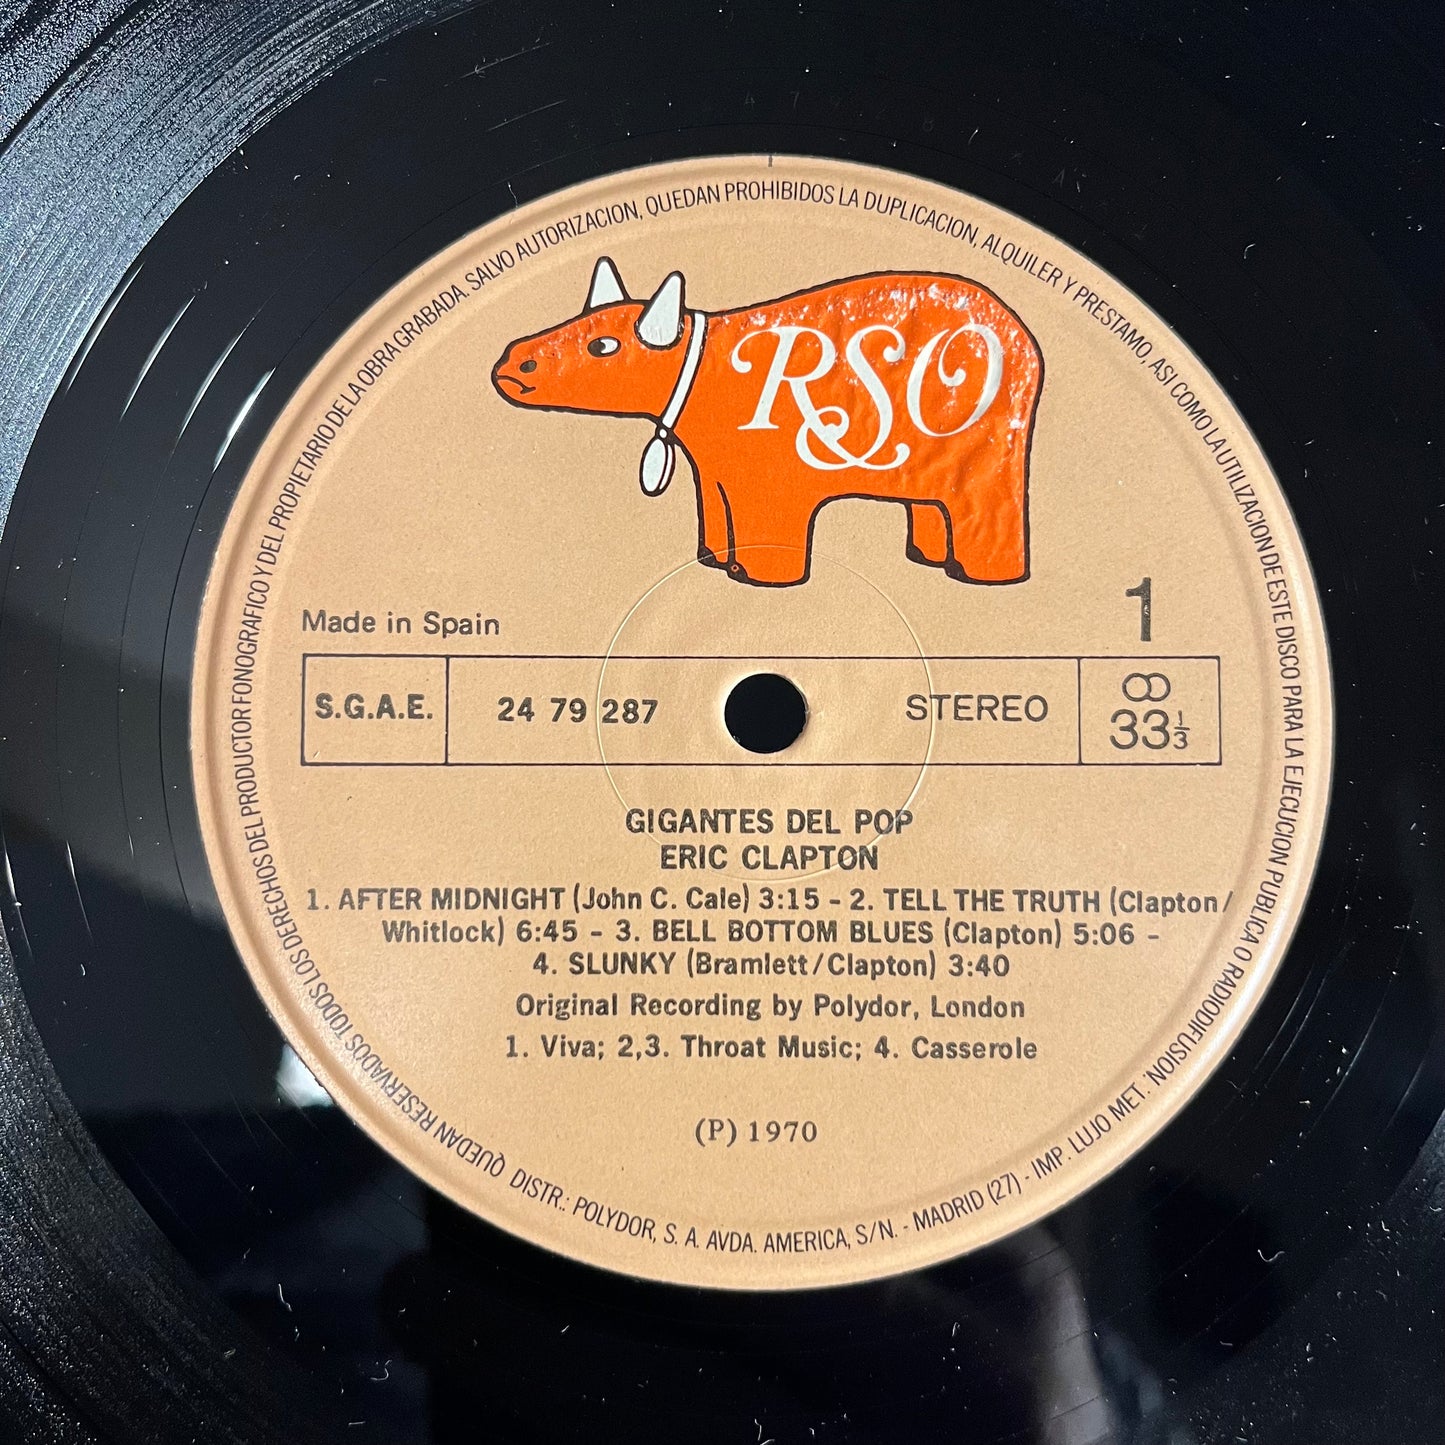 QUEDAN RESERVADOS TODOS LOS DERECHOS DEL PRODUCTOR FONOGRAFICO Y DEL PROPIETARIO DE LA OBRA GRABADA. SALVO AUTORIZACION, QUEDAN PROHIBIDOS LA DUPLICACION, ALQUILER Y PRESTAMO, ASI COMO LA UTILIZACION DE ESTE DISCO PARA LA EJECUCION PUBLICA O RADIODIFUSION.
R&SO
1
Made in Spain
S.G.A.E. 24 79 287 STEREO 33 1/3
GIGANTES DEL POP
ERIC CLAPTON
1. AFTER MIDNIGHT (John C. Cale) 3:15 - 2. TELL THE TRUTH (Clapton/
Whitlock) 6:45 - 3. BELL BOTTOM BLUES (Clapton) 5:06 -
4. SLUNKY (Bramlett/Clapton) 3:40
Original Recording by Polydor, London
1. Viva; 2,3. Throat Music; 4. Casserole
(P) 1970
DISTR.: POLYDOR, S. A. AVDA. AMERICA, S/N. - MADRID (27) - IMP. LUJO MET.